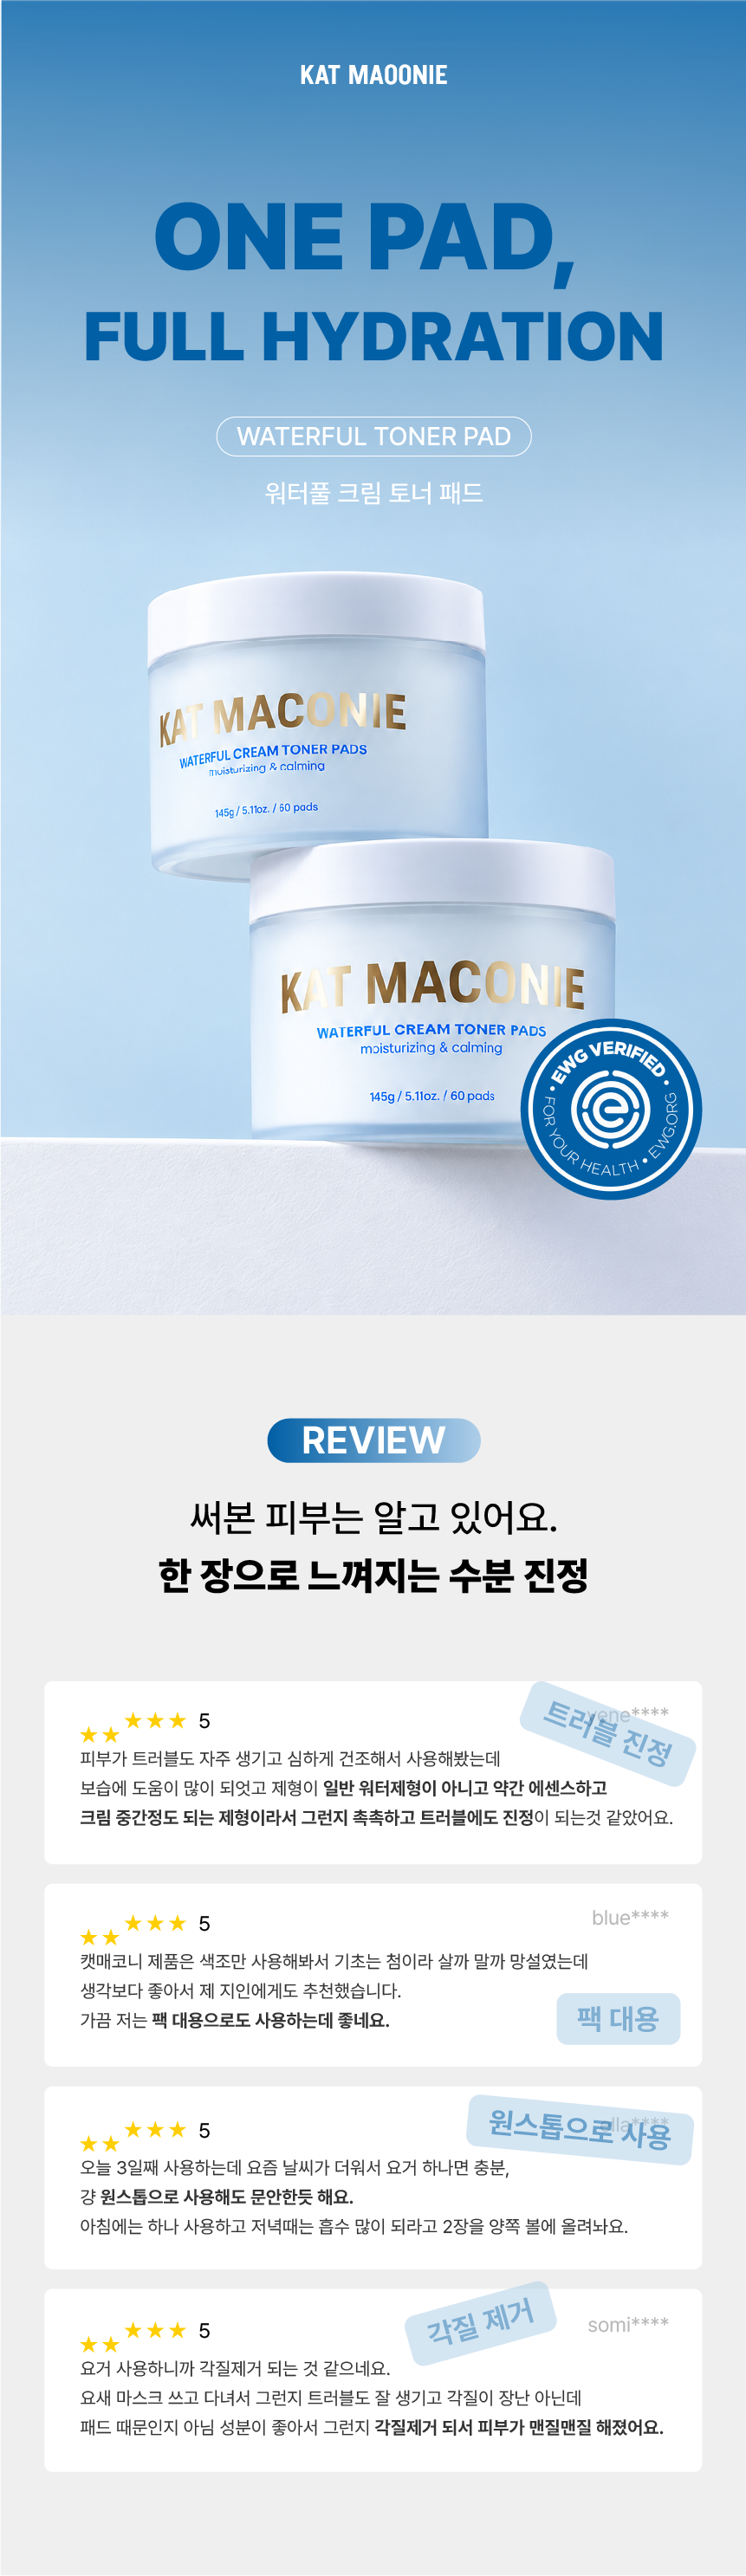 KAT MAOONIE
ONE PAD,
FULL HYDRATION
WATERFUL TONER PAD
워터풀 크림 토너 패드
KAT MACONIE
WATERFUL CREAM TONER PADS
moisturizing & calming
145g / 5.11oz. / 60 pads
KAT MACONIE
WATERFUL CREAM TONER PADS
moisturizing & calming
145g / 5.11oz. / 60 pads
• EWG VERIFIED •
FOR YOUR HEALTH • EWG.ORG
REVIEW
써본 피부는 알고 있어요.
한 장으로 느껴지는 수분 진정
★★★★★ 5
yene****
트러블 진정
피부가 트러블도 자주 생기고 심하게 건조해서 사용해봤는데
보습에 도움이 많이 되엇고 제형이 일반 워터제형이 아니고 약간 에센스하고
크림 중간정도 되는 제형이라서 그런지 촉촉하고 트러블에도 진정이 되는것 같았어요.
★★★★★ 5
blue****
캣매코니 제품은 색조만 사용해봐서 기초는 첨이라 살까 말까 망설였는데
생각보다 좋아서 제 지인에게도 추천했습니다.
가끔 저는 팩 대용으로도 사용하는데 좋네요.
팩 대용
★★★★★ 5
원스톱으로 사용
오늘 3일째 사용하는데 요즘 날씨가 더워서 요거 하나면 충분,
걍 원스톱으로 사용해도 문안한듯 해요.
아침에는 하나 사용하고 저녁때는 흡수 많이 되라고 2장을 양쪽 볼에 올려놔요.
★★★★★ 5
각질 제거
somi****
요거 사용하니까 각질제거 되는 것 같으네요.
요새 마스크 쓰고 다녀서 그런지 트러블도 잘 생기고 각질이 장난 아닌데
패드 때문인지 아님 성분이 좋아서 그런지 각질제거 되서 피부가 맨질맨질 해졌어요.